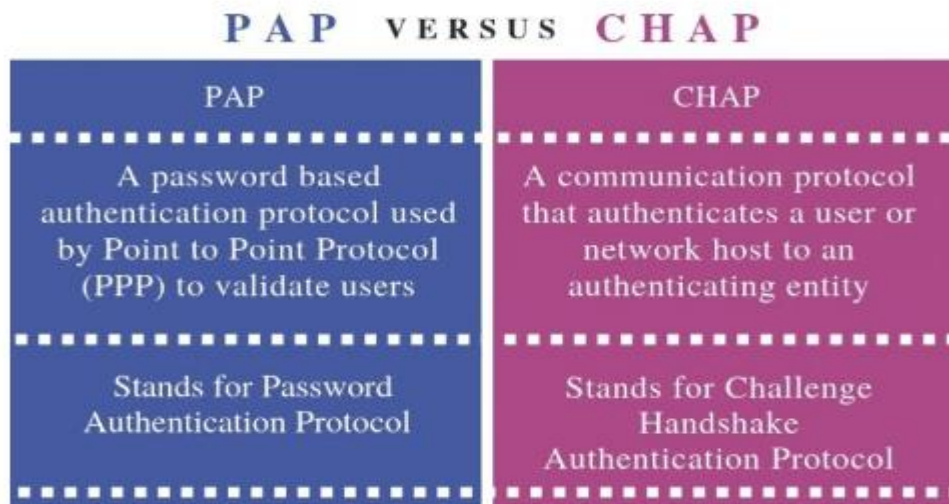 PAP VERSUS CHAP
PAP
A password based
authentication protocol used
by Point to Point Protocol
(PPP) to validate users
Stands for Password
Authentication Protocol
CHAP
A communication protocol
that authenticates a user or
network host to an
authenticating entity
Stands for Challenge
Handshake
Authentication Protocol